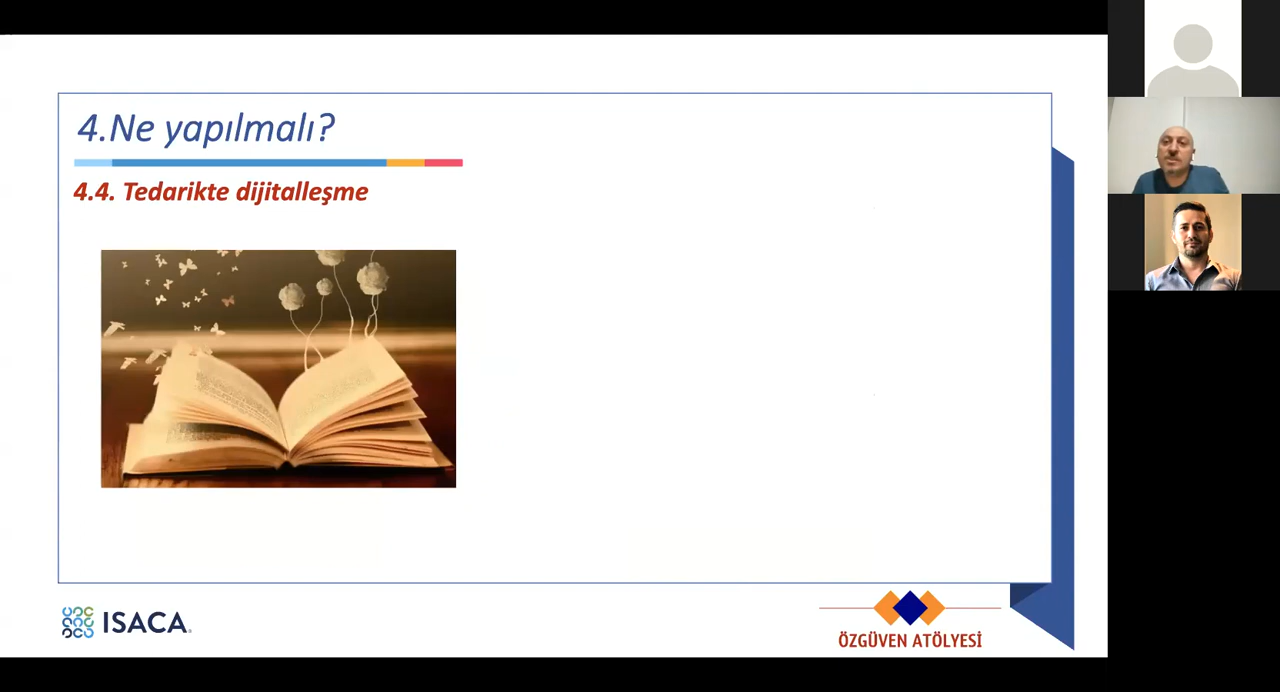 4.Ne yapılmalı?
4.4. Tedarikte dijitalleşme
ISACA
ÖZGÜVEN ATÖLYESİ